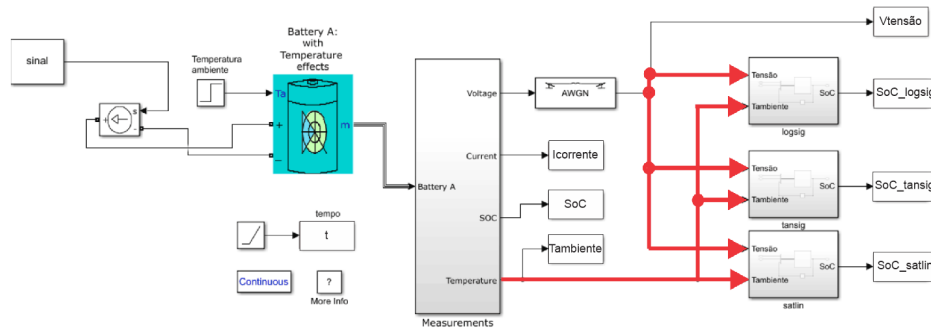 Battery A:
with
Temperature
effects
Temperatura
ambiente
sinal
s
+
-
Ta
+
m
−
Battery A
Voltage
Current
SOC
Temperature
Measurements
AWGN
Vtensão
Icorrente
SoC
Tambiente
Tensão
Tambiente
SoC
logsig
SoC_logsig
Tensão
Tambiente
SoC
tansig
SoC_tansig
Tensão
Tambiente
SoC
satlin
SoC_satlin
tempo
t
Continuous
?
More Info